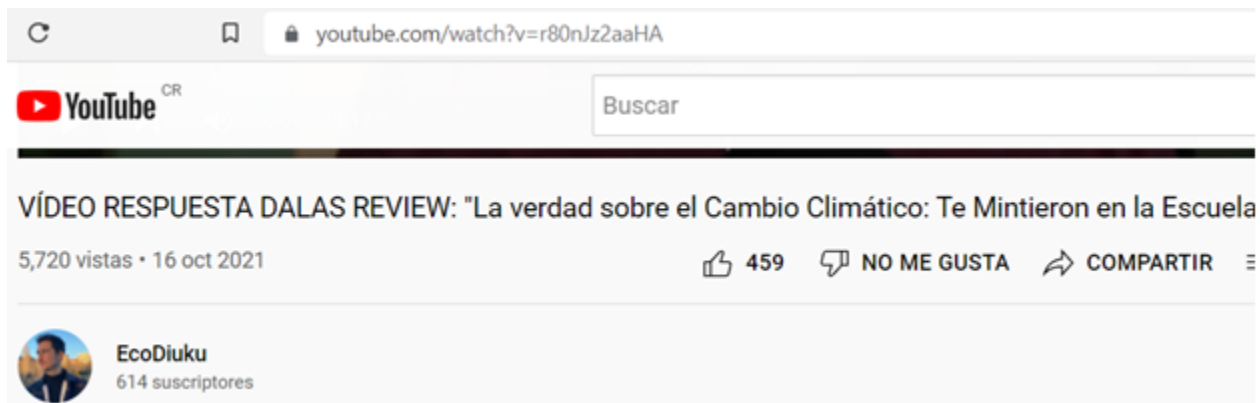 youtube.com/watch?v=r80nJz2aaHA
YouTube CR
Buscar
VÍDEO RESPUESTA DALAS REVIEW: "La verdad sobre el Cambio Climático: Te Mintieron en la Escuela
5,720 vistas • 16 oct 2021
459 NO ME GUSTA COMPARTIR
EcoDiuku
614 suscriptores